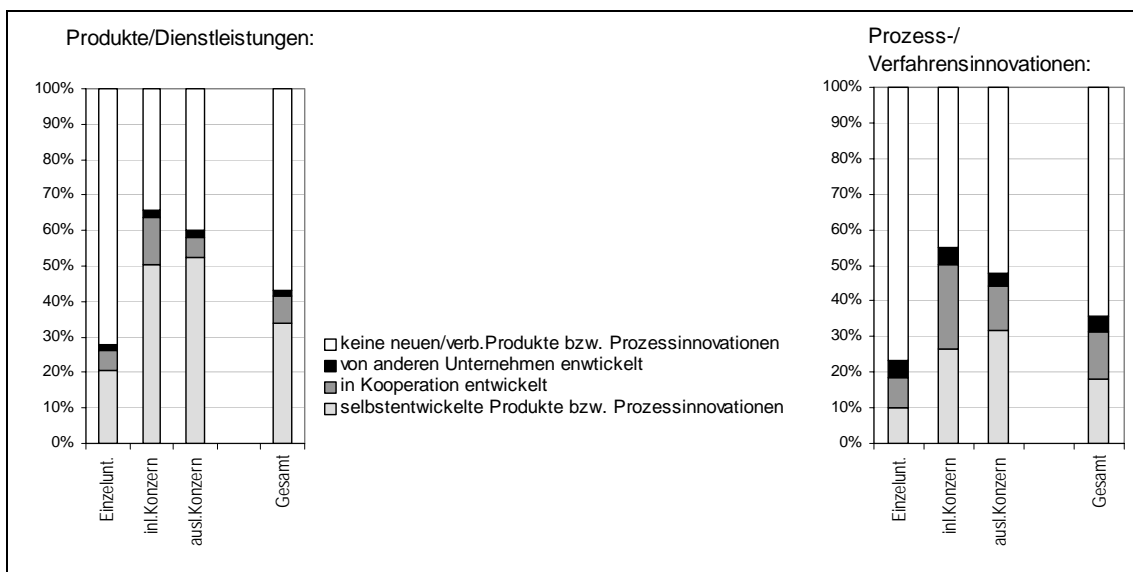 Produkte/Dienstleistungen:
100%
90%
80%
70%
60%
50%
40%
30%
20%
10%
0%
Einzelunt.
inl.Konzern
ausl.Konzern
Gesamt
keine neuen/verb.Produkte bzw. Prozessinnovationen
von anderen Unternehmen enwtickelt
in Kooperation entwickelt
selbstentwickelte Produkte bzw. Prozessinnovationen
Prozess-/
Verfahrensinnovationen:
100%
90%
80%
70%
60%
50%
40%
30%
20%
10%
0%
Einzelunt.
inl.Konzern
ausl.Konzern
Gesamt